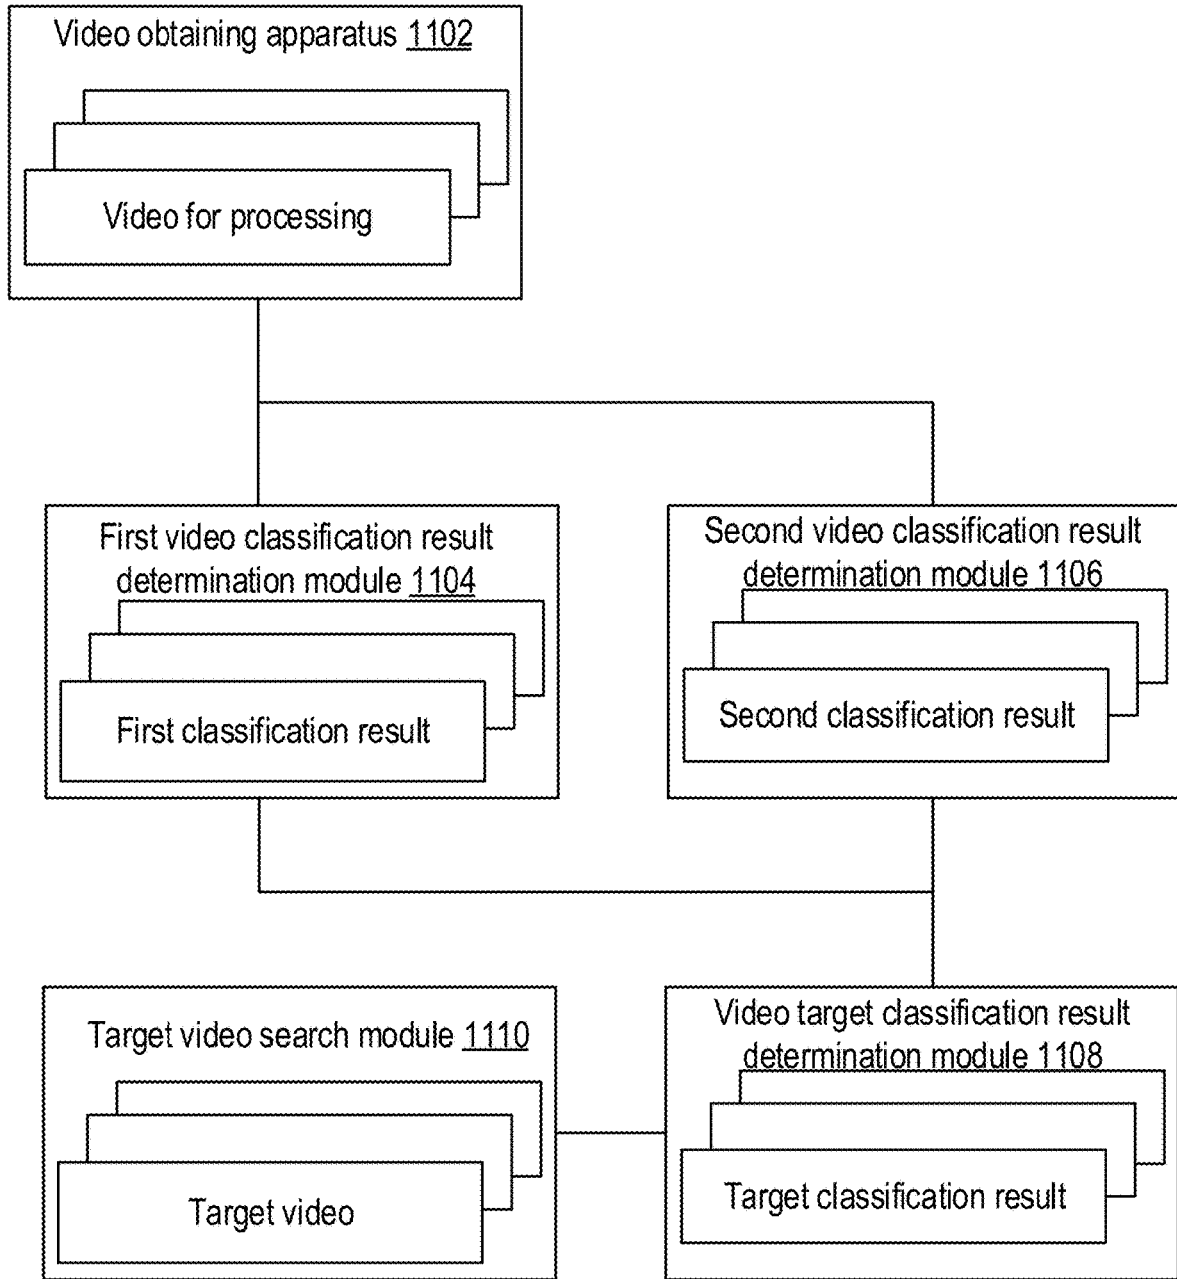 Video obtaining apparatus 1102
Video for processing
First video classification result
determination module 1104
First classification result
Second video classification result
determination module 1106
Second classification result
Target video search module 1110
Target video
Video target classification result
determination module 1108
Target classification result